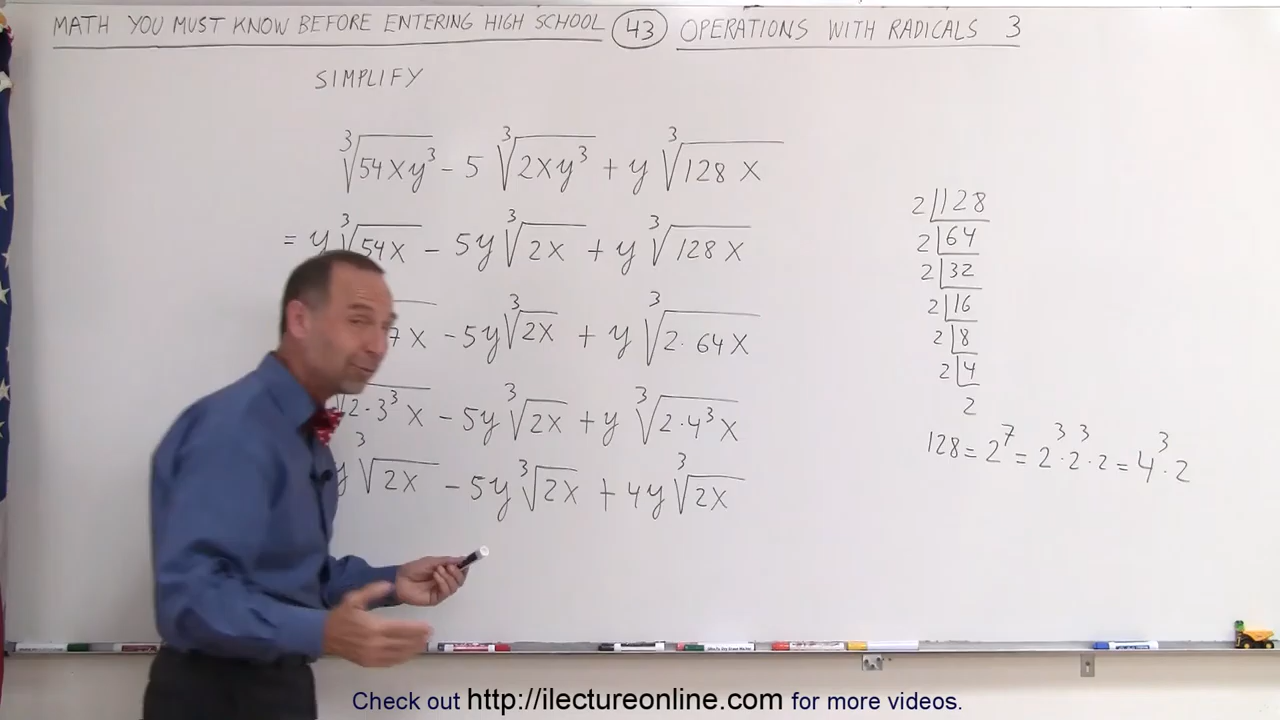 MATH YOU MUST KNOW BEFORE ENTERING HIGH SCHOOL 43 OPERATIONS WITH RADICALS 3
SIMPLIFY
∛(54xy³) - 5 ∛(2xy³) + y ∛(128x)
= y ∛(54x) - 5y ∛(2x) + y ∛(128x)
7x - 5y ∛(2x) + y ∛(2·64x)
√(2·3³x) - 5y ∛(2x) + y ∛(2·4³x)
y ∛(2x) - 5y ∛(2x) + 4y ∛(2x)
2 | 128
2 | 64
2 | 32
2 | 16
2 | 8
2 | 4
2
128 = 2⁷ = 2³·2³·2 = 4³·2
Check out http://ilectureonline.com for more videos.